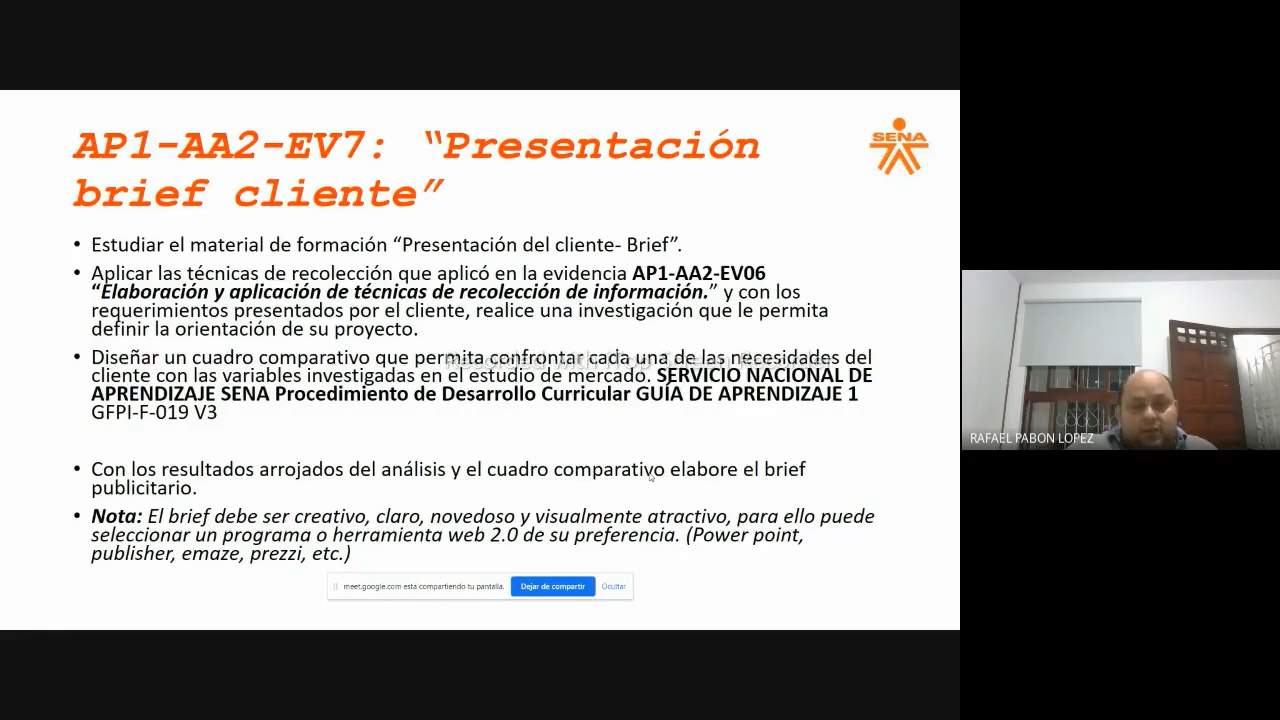 AP1-AA2-EV7: “Presentación
brief cliente”
SENA
• Estudiar el material de formación “Presentación del cliente- Brief”.
• Aplicar las técnicas de recolección que aplicó en la evidencia AP1-AA2-EV06
“Elaboración y aplicación de técnicas de recolección de información.” y con los
requerimientos presentados por el cliente, realice una investigación que le permita
definir la orientación de su proyecto.
• Diseñar un cuadro comparativo que permita confrontar cada una de las necesidades del
cliente con las variables investigadas en el estudio de mercado. SERVICIO NACIONAL DE
APRENDIZAJE SENA Procedimiento de Desarrollo Curricular GUÍA DE APRENDIZAJE 1
GFPI-F-019 V3
• Con los resultados arrojados del análisis y el cuadro comparativo elabore el brief
publicitario.
• Nota: El brief debe ser creativo, claro, novedoso y visualmente atractivo, para ello puede
seleccionar un programa o herramienta web 2.0 de su preferencia. (Power point,
publisher, emaze, prezzi, etc.)
meet.google.com está compartiendo tu pantalla. Dejar de compartir Ocultar
RAFAEL PABON LOPEZ